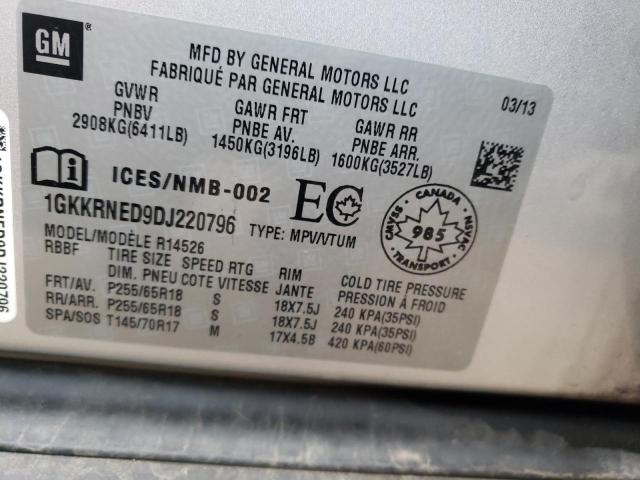 GM
MFD BY GENERAL MOTORS LLC
FABRIQUÉ PAR GENERAL MOTORS LLC
03/13
GVWR GAWR FRT GAWR RR
PNBV PNBE AV. PNBE ARR.
2908KG(6411LB) 1450KG(3196LB) 1600KG(3527LB)
ICES/NMB-002 EC
CANADA
CMVSS 985 NSVAC
TRANSPORT
1GKKRNED9DJ220796 TYPE: MPV/VTUM
MODEL/MODÈLE R14526
RBBF TIRE SIZE SPEED RTG RIM COLD TIRE PRESSURE
DIM. PNEU COTE VITESSE JANTE PRESSION À FROID
FRT/AV. P255/65R18 S 18X7.5J 240 KPA(35PSI)
RR/ARR. P255/65R18 S 18X7.5J 240 KPA(35PSI)
SPA/SOS T145/70R17 M 17X4.5B 420 KPA(60PSI)